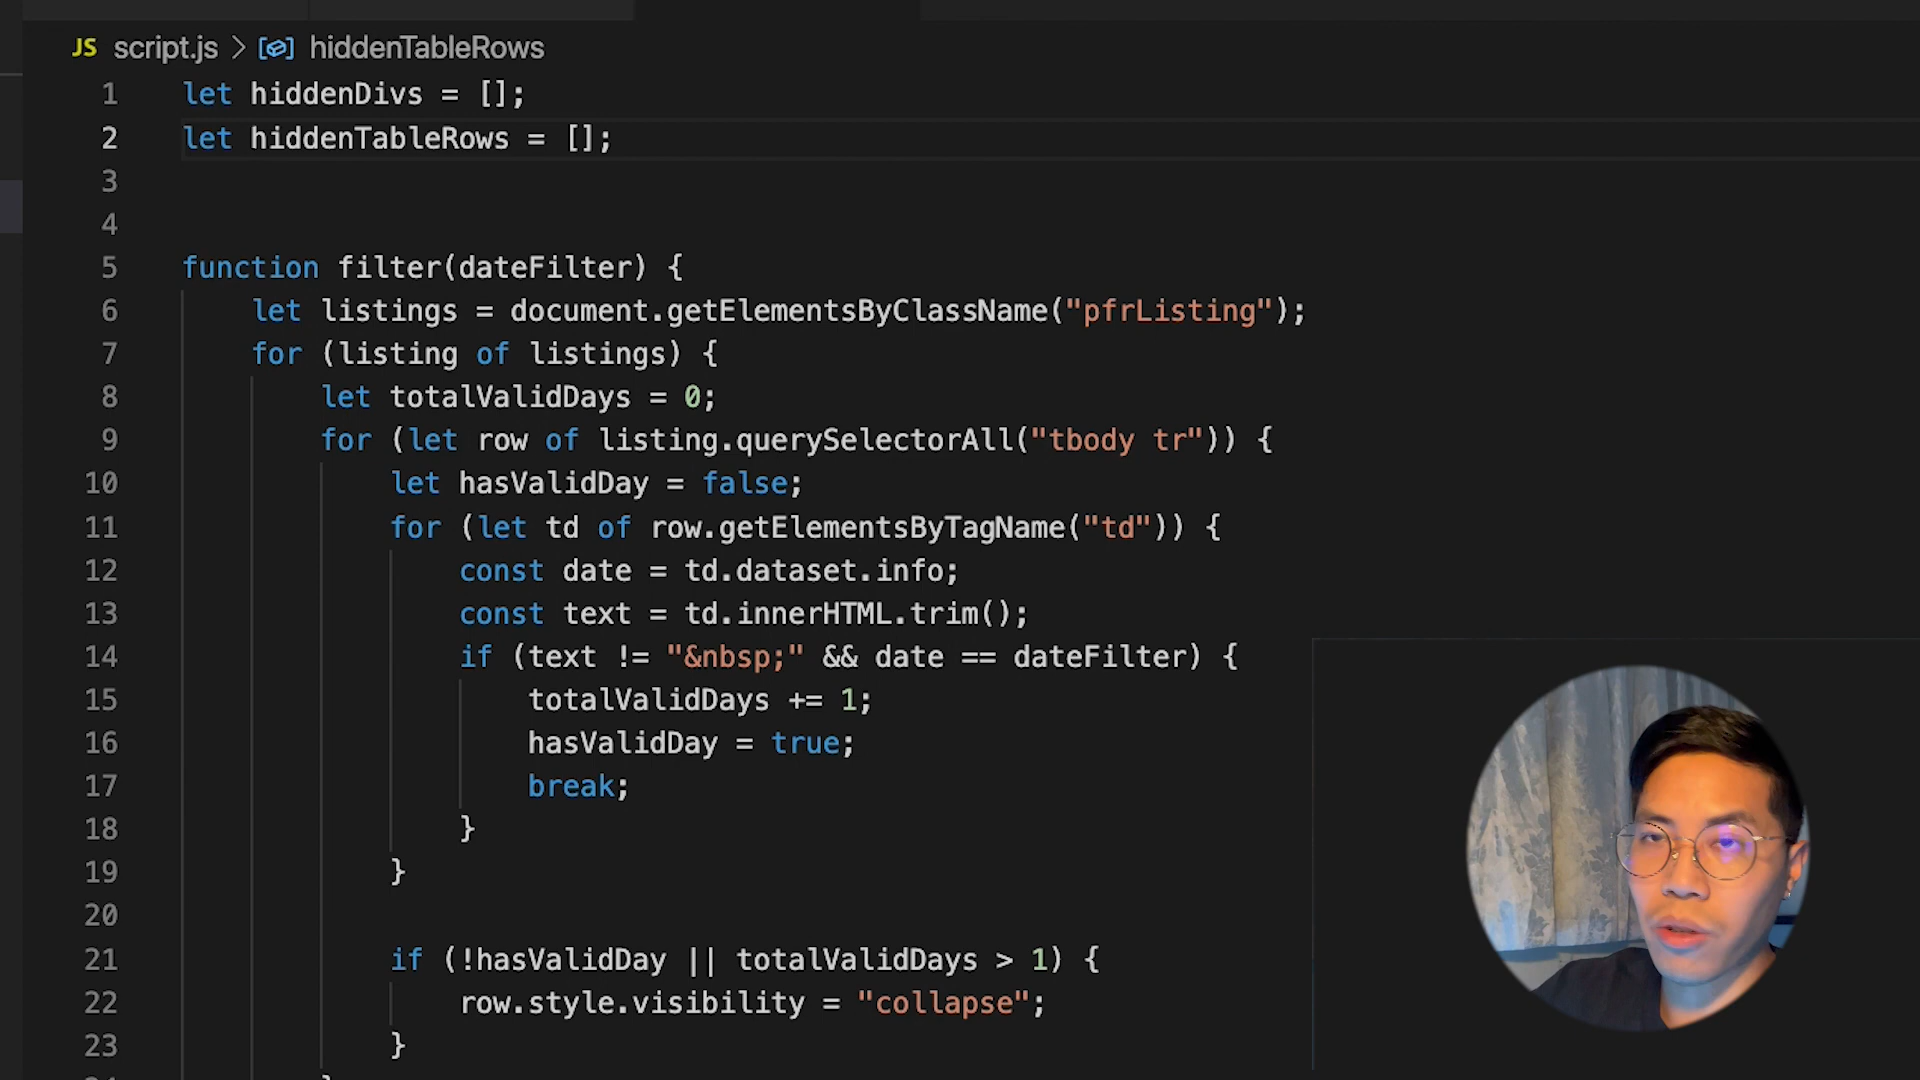 JS script.js > hiddenTableRows
1 let hiddenDivs = [];
2 let hiddenTableRows = [];
3
4
5 function filter(dateFilter) {
6 let listings = document.getElementsByClassName("pfrListing");
7 for (listing of listings) {
8 let totalValidDays = 0;
9 for (let row of listing.querySelectorAll("tbody tr")) {
10 let hasValidDay = false;
11 for (let td of row.getElementsByTagName("td")) {
12 const date = td.dataset.info;
13 const text = td.innerHTML.trim();
14 if (text != "&nbsp;" && date == dateFilter) {
15 totalValidDays += 1;
16 hasValidDay = true;
17 break;
18 }
19 }
20
21 if (!hasValidDay || totalValidDays > 1) {
22 row.style.visibility = "collapse";
23 }